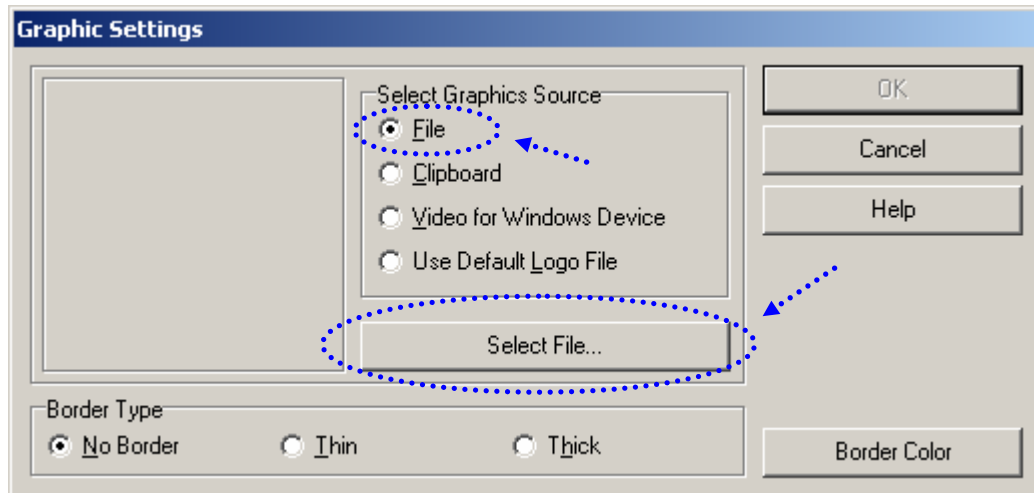 Graphic Settings
Select Graphics Source
File
Clipboard
Video for Windows Device
Use Default Logo File
Select File...
OK
Cancel
Help
Border Type
No Border Thin Thick
Border Color